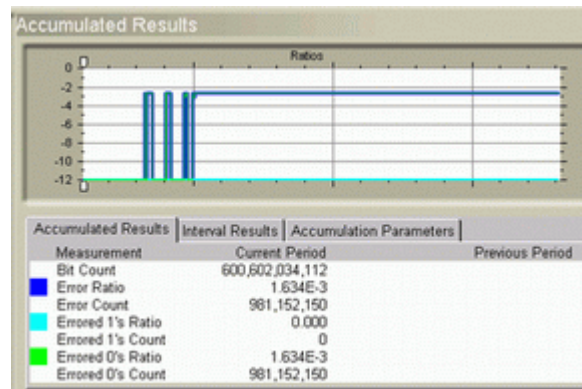 Accumulated Results
Ratios
0
-2
-4
-6
-8
-10
-12
Accumulated Results Interval Results Accumulation Parameters
Measurement Current Period Previous Period
Bit Count 600,602,034,112
Error Ratio 1.634E-3
Error Count 981,152,150
Errored 1's Ratio 0.000
Errored 1's Count 0
Errored 0's Ratio 1.634E-3
Errored 0's Count 981,152,150